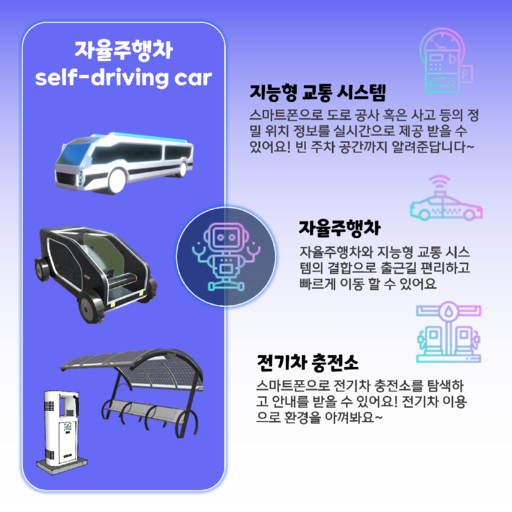 자율주행차
self-driving car
지능형 교통 시스템
스마트폰으로 도로 공사 혹은 사고 등의 정
밀 위치 정보를 실시간으로 제공 받을 수
있어요! 빈 주차 공간까지 알려준답니다~
자율주행차
자율주행차와 지능형 교통 시스
템의 결합으로 출근길 편리하고
빠르게 이동 할 수 있어요
전기차 충전소
스마트폰으로 전기차 충전소를 탐색하
고 안내를 받을 수 있어요! 전기차 이용
으로 환경을 아껴봐요~